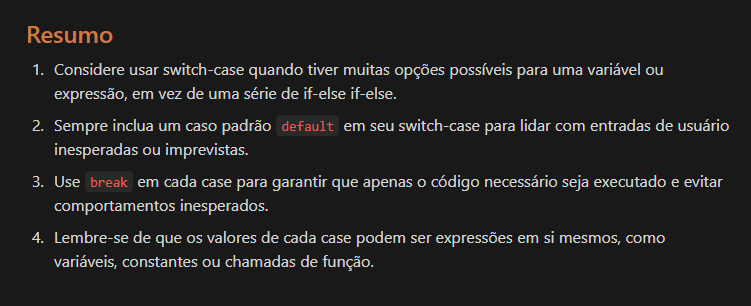 Resumo
1. Considere usar switch-case quando tiver muitas opções possíveis para uma variável ou
expressão, em vez de uma série de if-else if-else.
2. Sempre inclua um caso padrão default em seu switch-case para lidar com entradas de usuário
inesperadas ou imprevistas.
3. Use break em cada case para garantir que apenas o código necessário seja executado e evitar
comportamentos inesperados.
4. Lembre-se de que os valores de cada case podem ser expressões em si mesmos, como
variáveis, constantes ou chamadas de função.